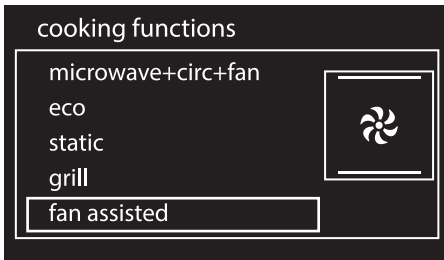 cooking functions
microwave+circ+fan
eco
static
grill
fan assisted